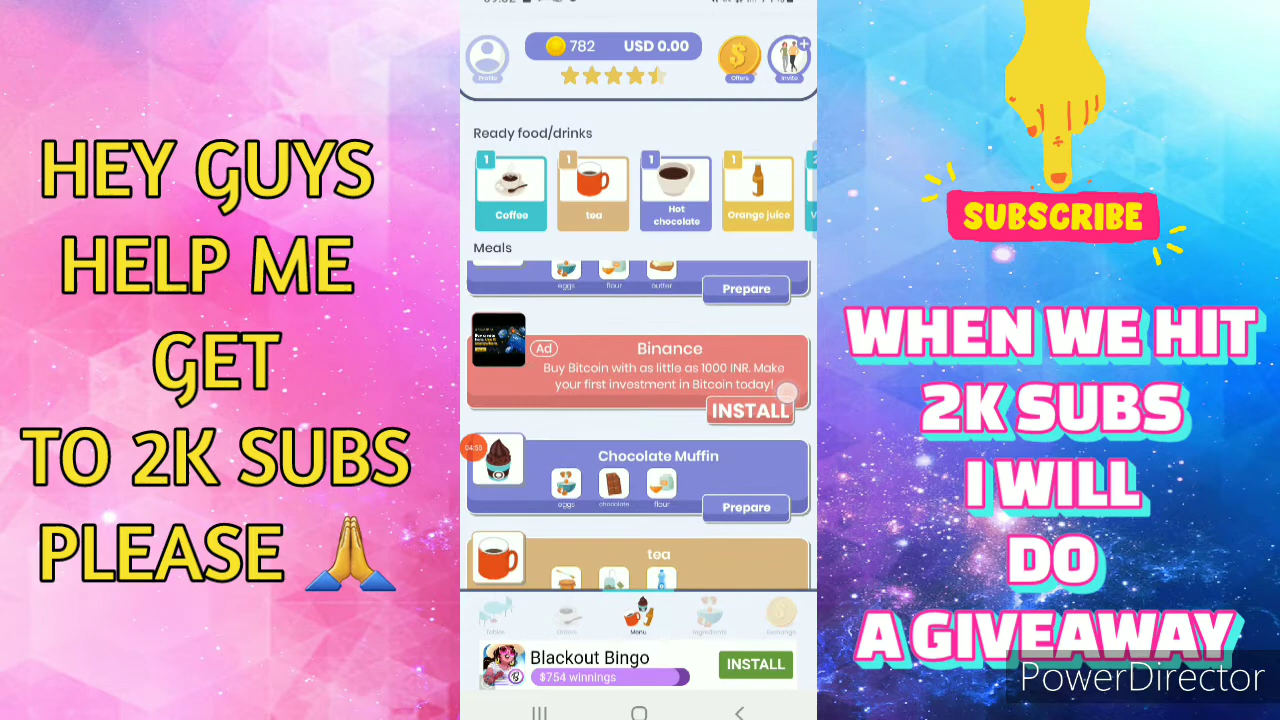 HEY GUYS
HELP ME
GET
TO 2K SUBS
PLEASE 🙏
782
USD 0.00
Profile
Offers
Invite
Ready food/drinks
1
1
1
1
Coffee
tea
Hot
chocolate
Orange juice
Meals
eggs
flour
butter
Prepare
Ad
Binance
Buy Bitcoin with as little as 1000 INR. Make
your first investment in Bitcoin today!
INSTALL
Chocolate Muffin
eggs
chocolate
flour
Prepare
tea
Tables
Orders
Menu
Ingredients
Exchange
Blackout Bingo
$754 winnings
INSTALL
SUBSCRIBE
WHEN WE HIT
2K SUBS
I WILL
DO
A GIVEAWAY
PowerDirector